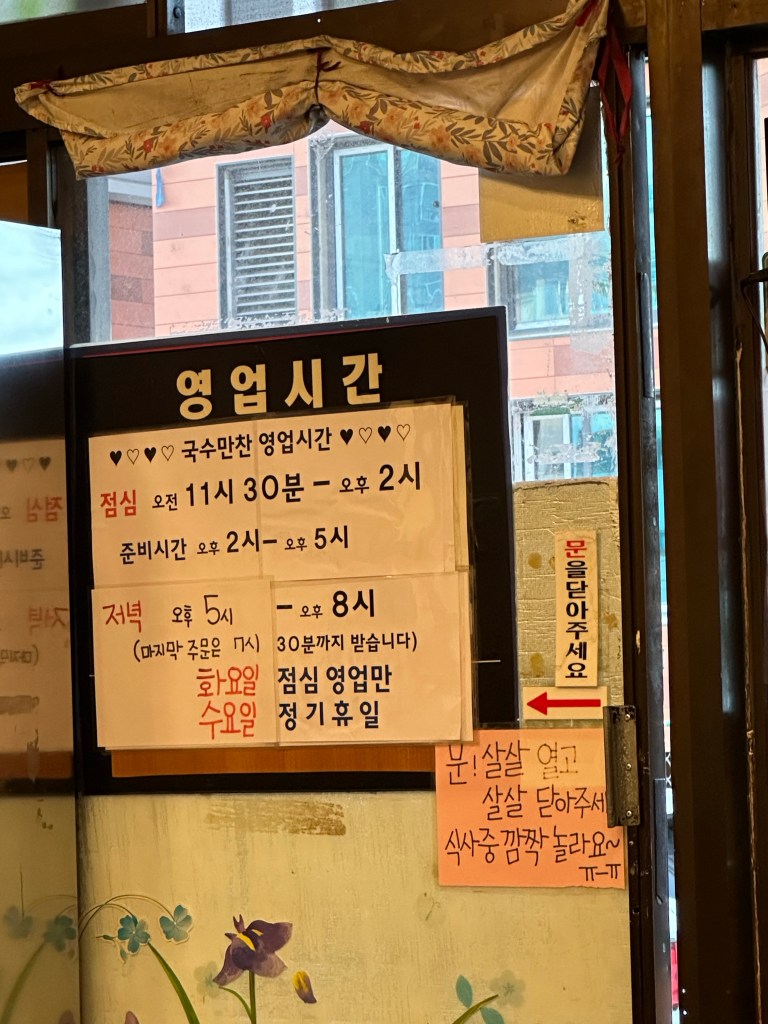 영업시간
♥♡♥♡ 국수만찬 영업시간 ♥♡♥♡
점심 오전 11시 30분 – 오후 2시
준비시간 오후 2시– 오후 5시
저녁 오후 5시 – 오후 8시
(마지막 주문은 7시 30분까지 받습니다)
화요일 점심 영업만
수요일 정기휴일
문을닫아주세요
문! 살살 열고
살살 닫아주세
식사중 깜짝 놀라요~
ㅠ-ㅠ